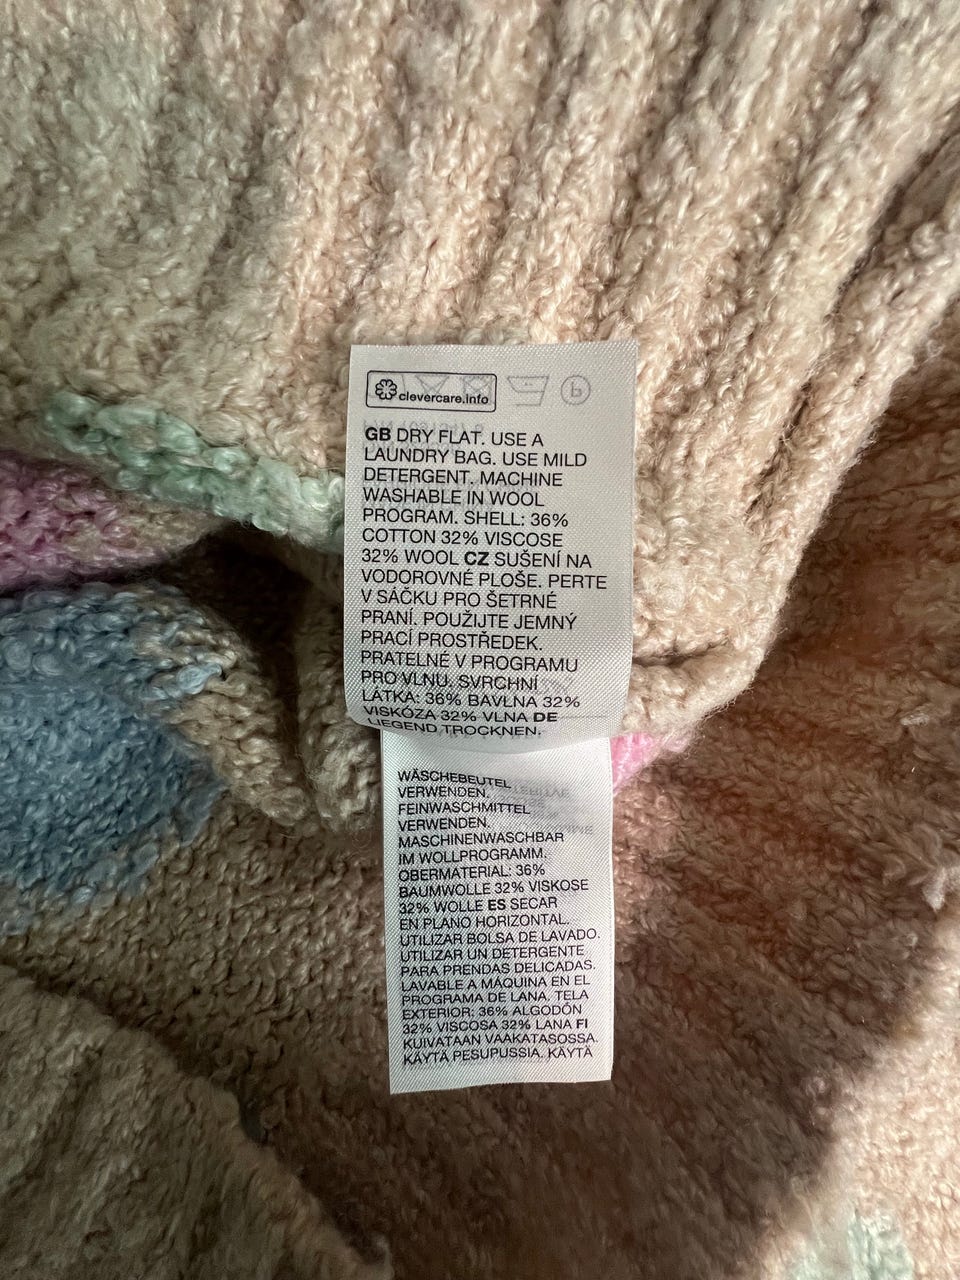 clevercare.info
GB DRY FLAT. USE A
LAUNDRY BAG. USE MILD
DETERGENT. MACHINE
WASHABLE IN WOOL
PROGRAM. SHELL: 36%
COTTON 32% VISCOSE
32% WOOL CZ SUŠENÍ NA
VODOROVNÉ PLOŠE. PERTE
V SÁČKU PRO ŠETRNÉ
PRANÍ. POUŽIJTE JEMNÝ
PRACÍ PROSTŘEDEK.
PRATELNÉ V PROGRAMU
PRO VLNU. SVRCHNÍ
LÁTKA: 36% BAVLNA 32%
VISKÓZA 32% VLNA DE
LIEGEND TROCKNEN.
WÄSCHEBEUTEL
VERWENDEN.
FEINWASCHMITTEL
VERWENDEN.
MASCHINENWASCHBAR
IM WOLLPROGRAMM.
OBERMATERIAL: 36%
BAUMWOLLE 32% VISKOSE
32% WOLLE ES SECAR
EN PLANO HORIZONTAL.
UTILIZAR BOLSA DE LAVADO.
UTILIZAR UN DETERGENTE
PARA PRENDAS DELICADAS.
LAVABLE A MÁQUINA EN EL
PROGRAMA DE LANA. TELA
EXTERIOR: 36% ALGODÓN
32% VISCOSA 32% LANA FI
KUIVATAAN VAAKATASOSSA.
KÄYTÄ PESUPUSSIA. KÄYTÄ